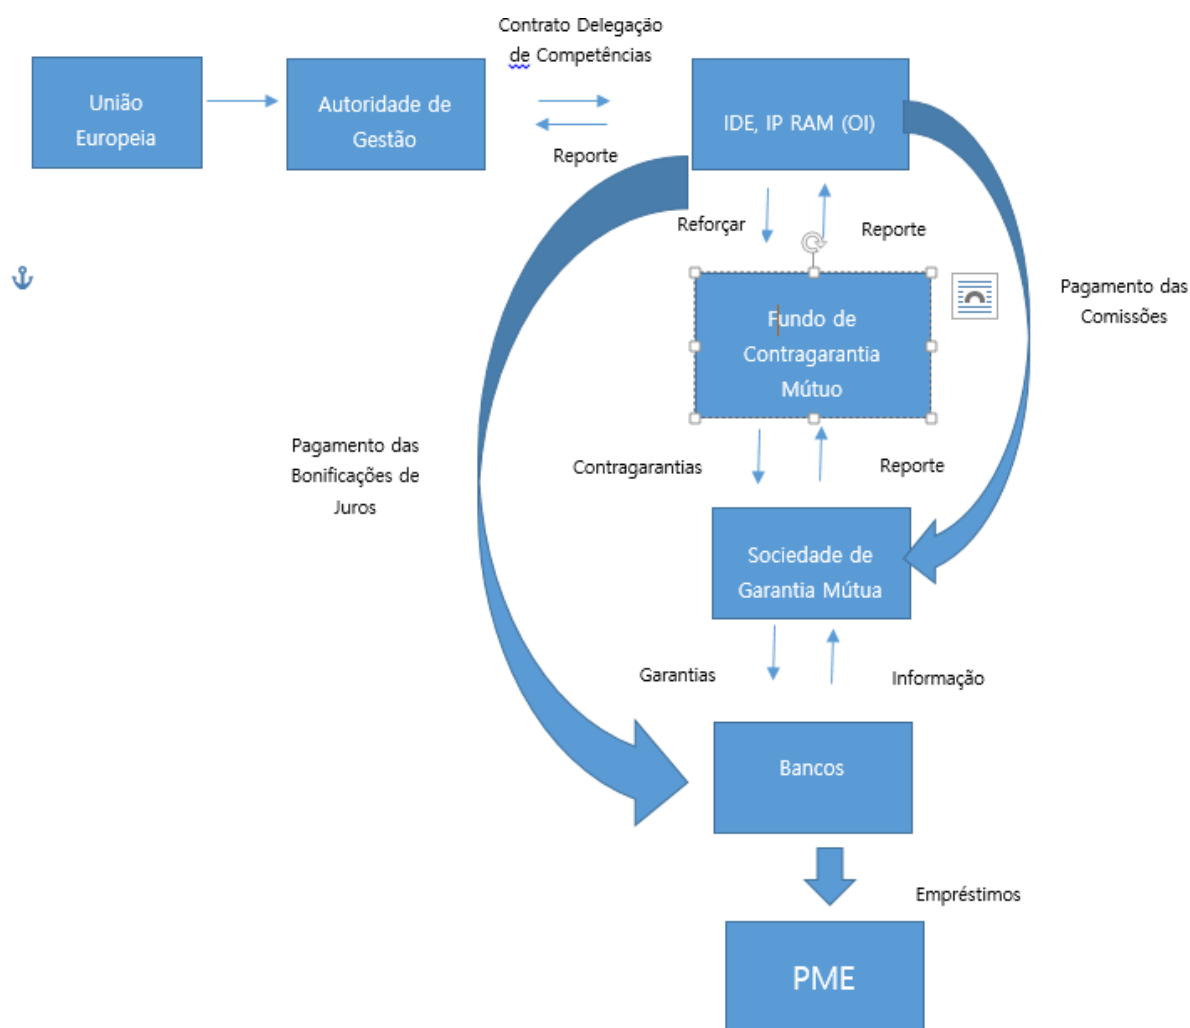 Contrato Delegação
de Competências
União
Europeia
Autoridade de
Gestão
IDE, IP RAM (OI)
Reporte
Reforçar
Reporte
Pagamento das
Comissões
Fundo de
Contragarantia
Mútuo
Pagamento das
Bonificações de
Juros
Contragarantias
Reporte
Sociedade de
Garantia Mútua
Garantias
Informação
Bancos
Empréstimos
PME